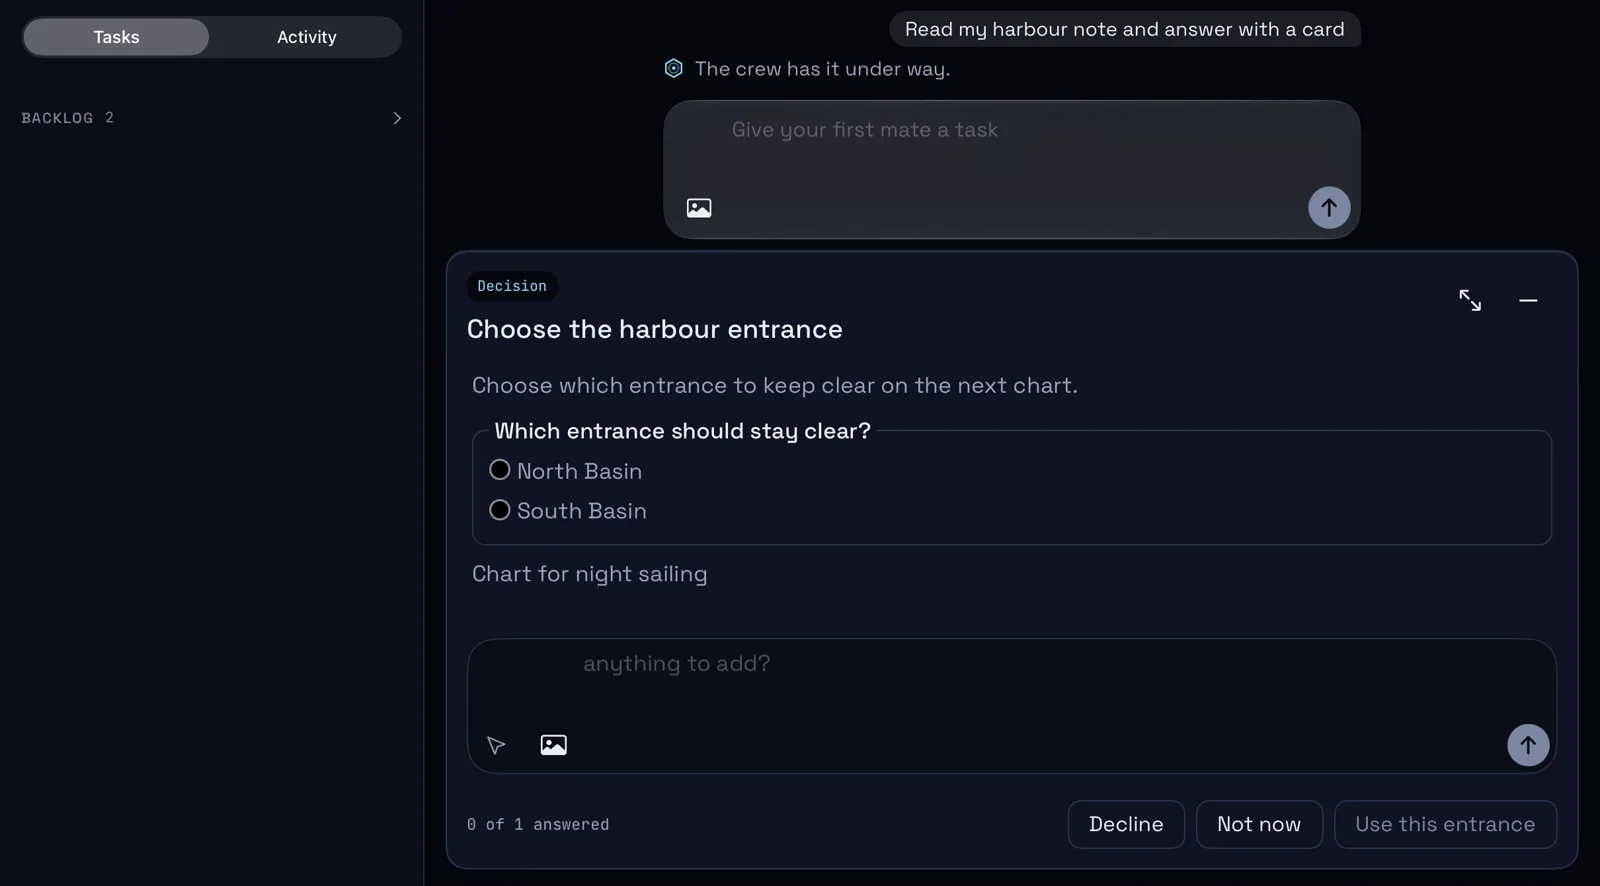 Tasks
Activity
BACKLOG 2
Read my harbour note and answer with a card
The crew has it under way.
Give your first mate a task
Decision
Choose the harbour entrance
Choose which entrance to keep clear on the next chart.
Which entrance should stay clear?
North Basin
South Basin
Chart for night sailing
anything to add?
0 of 1 answered
Decline
Not now
Use this entrance